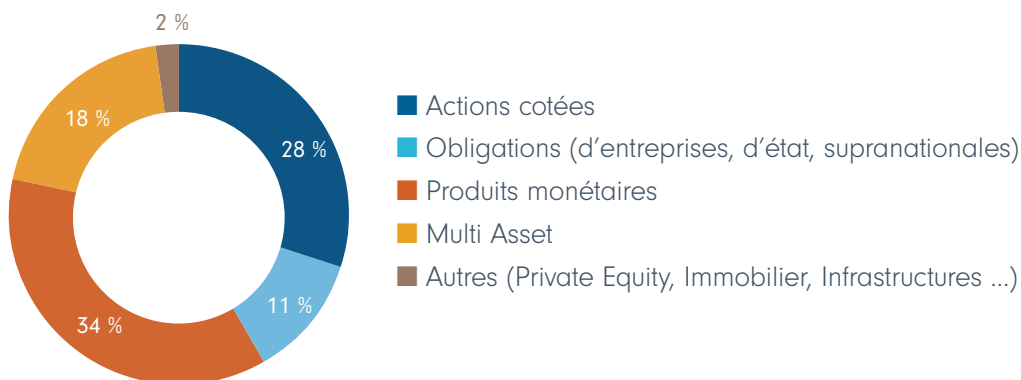 2 %
18 %
28 %
11 %
34 %
Actions cotées
Obligations (d’entreprises, d’état, supranationales)
Produits monétaires
Multi Asset
Autres (Private Equity, Immobilier, Infrastructures ...)